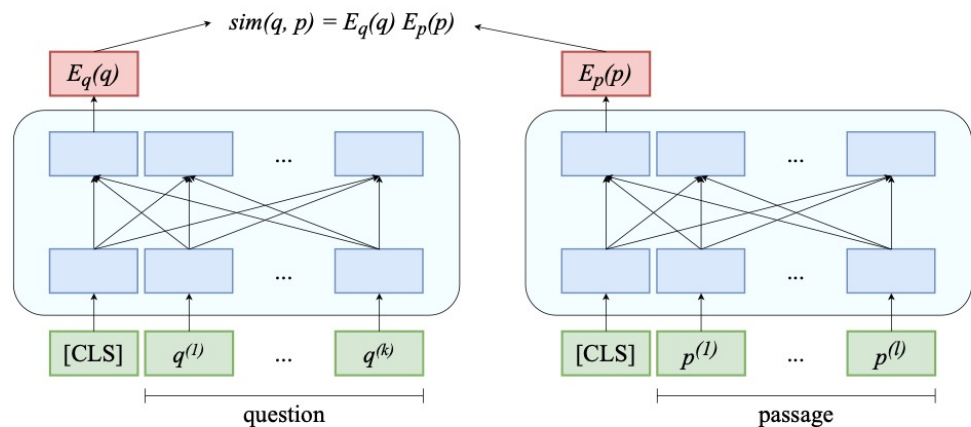 sim(q, p) = E_q(q) E_p(p)
E_q(q)
E_p(p)
...
...
...
...
[CLS] q^(1) ... q^(k)
[CLS] p^(1) ... p^(l)
question
passage